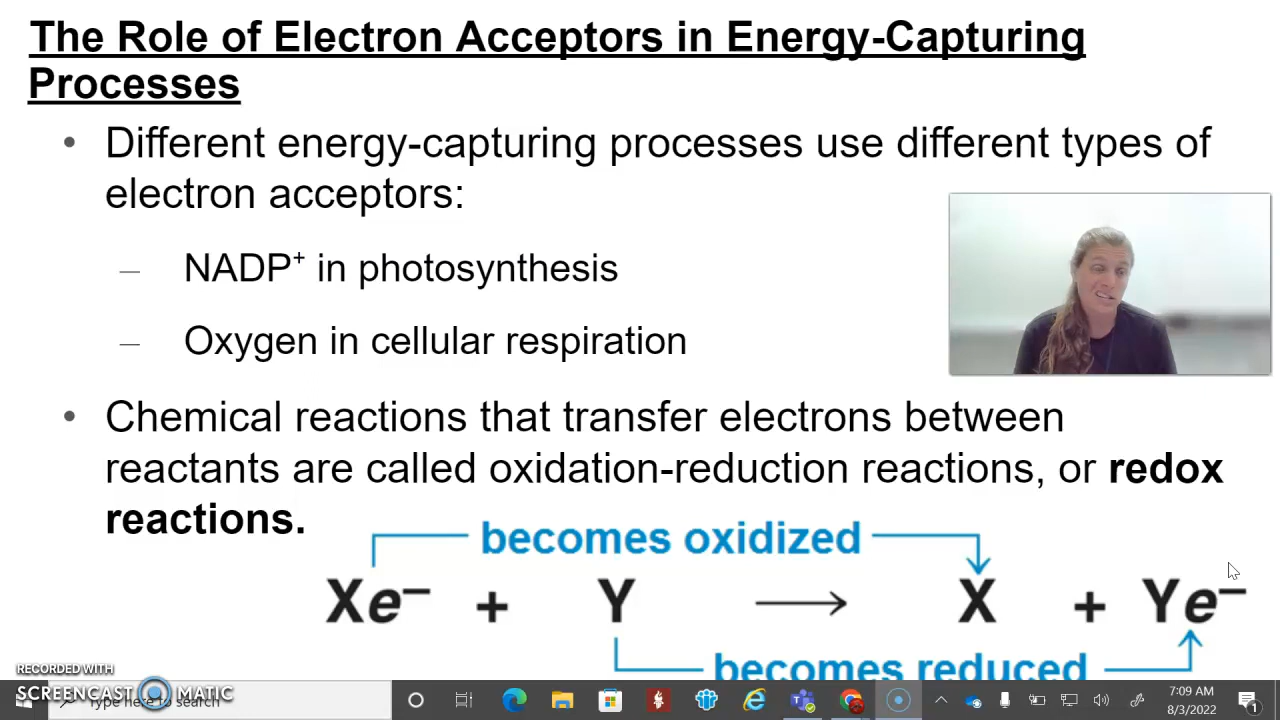 The Role of Electron Acceptors in Energy-Capturing
Processes
• Different energy-capturing processes use different types of
electron acceptors:
– NADP⁺ in photosynthesis
– Oxygen in cellular respiration
• Chemical reactions that transfer electrons between
reactants are called oxidation-reduction reactions, or redox
reactions.
becomes oxidized
Xe⁻ + Y → X + Ye⁻
becomes reduced
RECORDED WITH
SCREENCAST MATIC
Type here to search
7:09 AM
8/3/2022
1